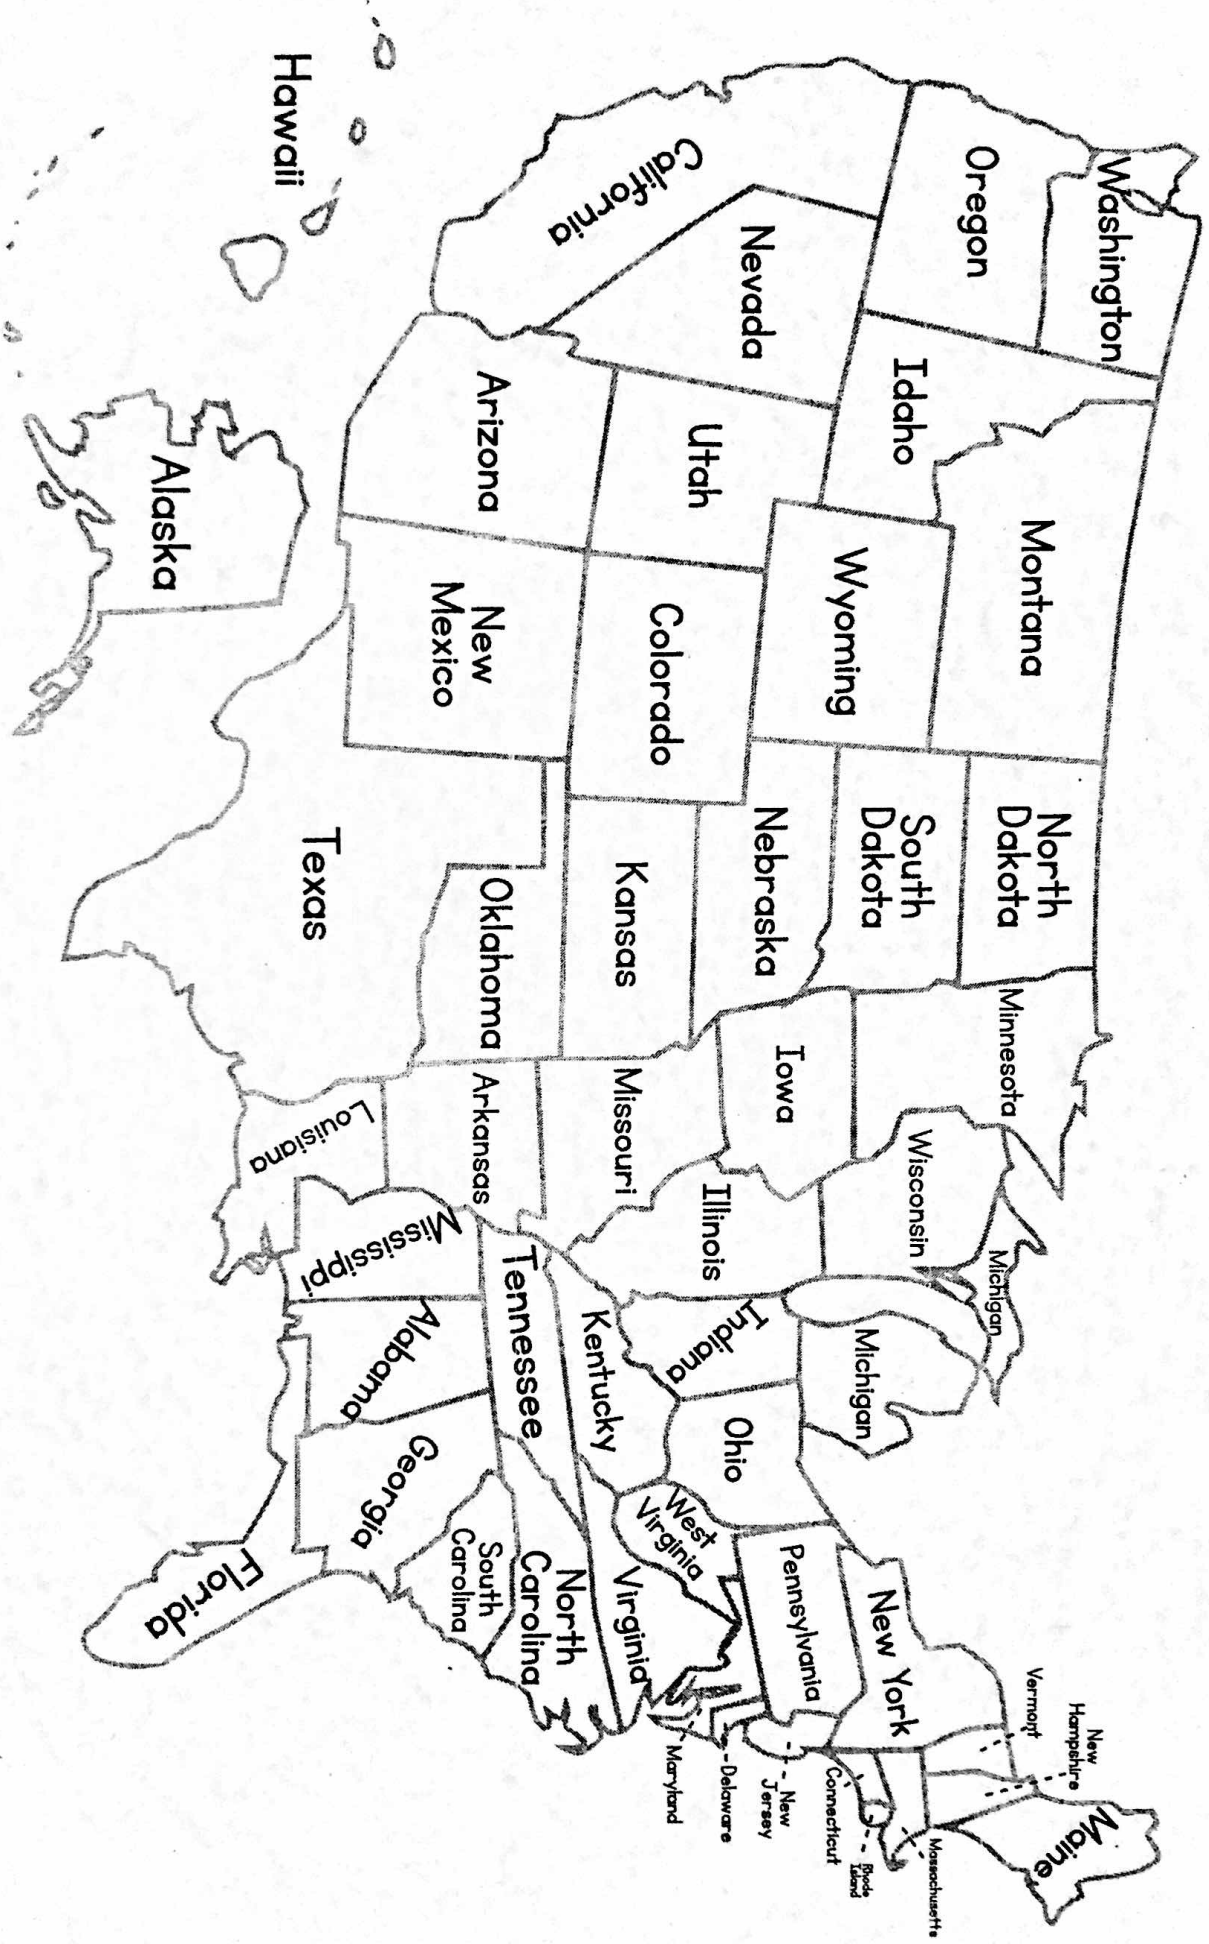 Washington
Oregon
California
Nevada
Idaho
Montana
Wyoming
Utah
Arizona
Colorado
New
Mexico
North
Dakota
South
Dakota
Nebraska
Kansas
Oklahoma
Texas
Minnesota
Iowa
Missouri
Arkansas
Louisiana
Wisconsin
Illinois
Michigan
Michigan
Indiana
Ohio
Kentucky
Tennessee
Mississippi
Alabama
Georgia
Florida
South
Carolina
North
Carolina
Virginia
West
Virginia
Pennsylvania
New York
Vermont
New
Hampshire
Maine
Massachusetts
Rhode
Island
Connecticut
New
Jersey
Delaware
Maryland
Alaska
Hawaii